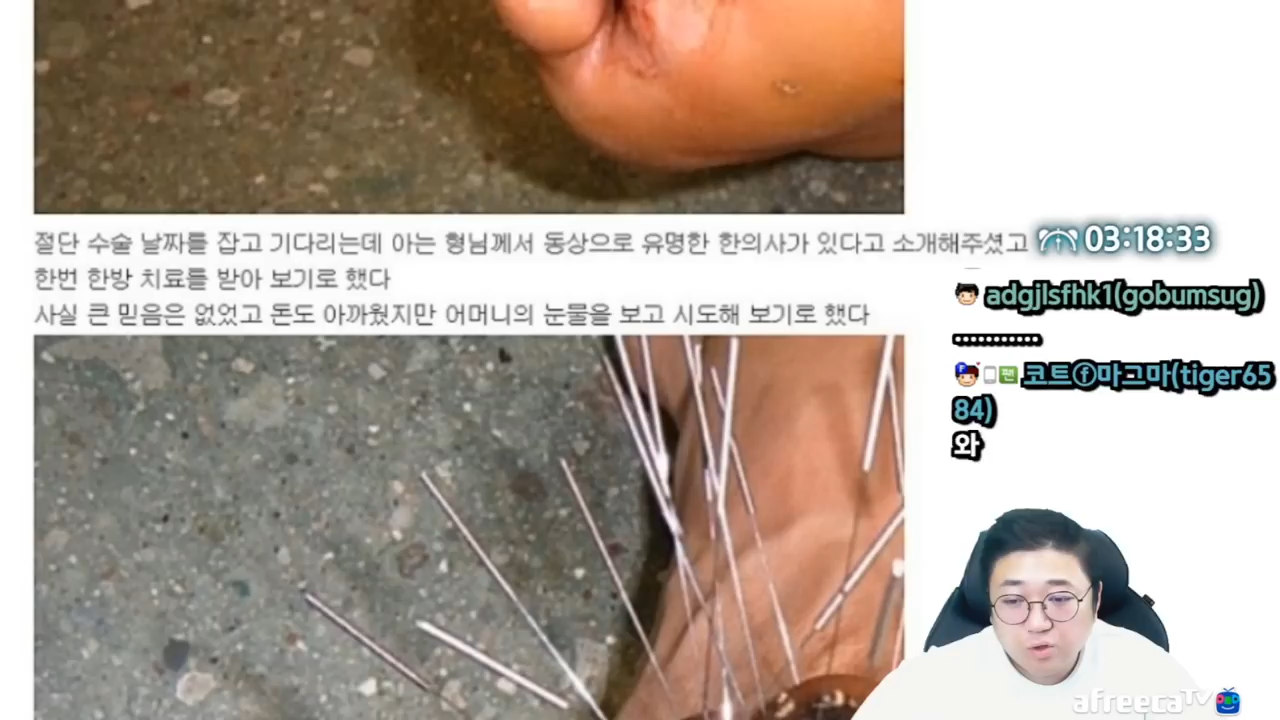 절단 수술 날짜를 잡고 기다리는데 아는 형님께서 동상으로 유명한 한의사가 있다고 소개해주셨고
한번 한방 치료를 받아 보기로 했다
사실 큰 믿음은 없었고 돈도 아까웠지만 어머니의 눈물을 보고 시도해 보기로 했다
03:18:33
adgjlsfhk1(gobumsug)
...........
F 팬 코트ⓕ마그마(tiger65
84)
와
afreecaTV